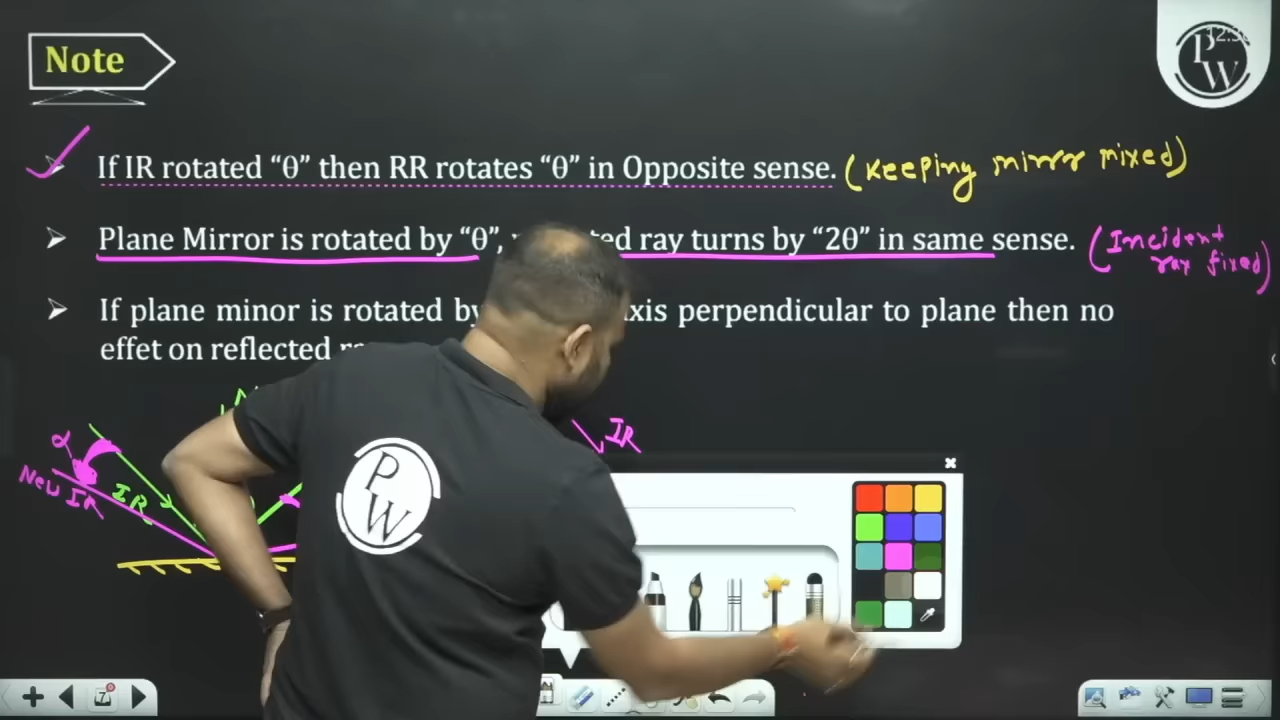 Note
PW
If IR rotated “θ” then RR rotates “θ” in Opposite sense. (Keeping mirror mixed)
Plane Mirror is rotated by “θ”, ted ray turns by “2θ” in same sense. (Incident ray fixed)
If plane minor is rotated by xis perpendicular to plane then no
effet on reflected
IR
α
New IR
IR
PW
7